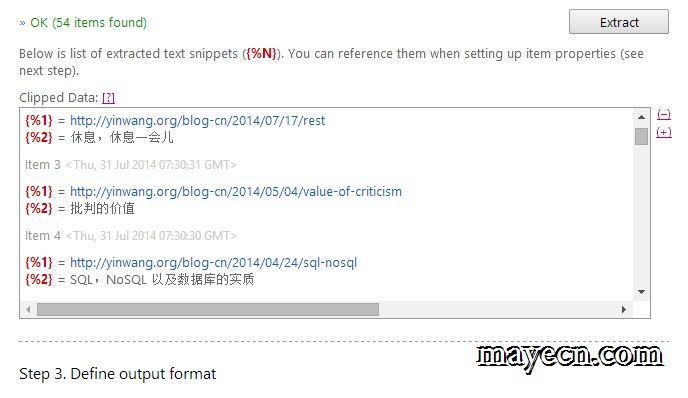 » OK (54 items found)
Extract
Below is list of extracted text snippets ({%N}). You can reference them when setting up item properties (see
next step).
Clipped Data: [?]
(−)
(+)
{%1} = http://yinwang.org/blog-cn/2014/07/17/rest
{%2} = 休息，休息一会儿
Item 3 <Thu, 31 Jul 2014 07:30:31 GMT>
{%1} = http://yinwang.org/blog-cn/2014/05/04/value-of-criticism
{%2} = 批判的价值
Item 4 <Thu, 31 Jul 2014 07:30:30 GMT>
{%1} = http://yinwang.org/blog-cn/2014/04/24/sql-nosql
{%2} = SQL，NoSQL 以及数据库的实质
mayecn.com
Step 3. Define output format